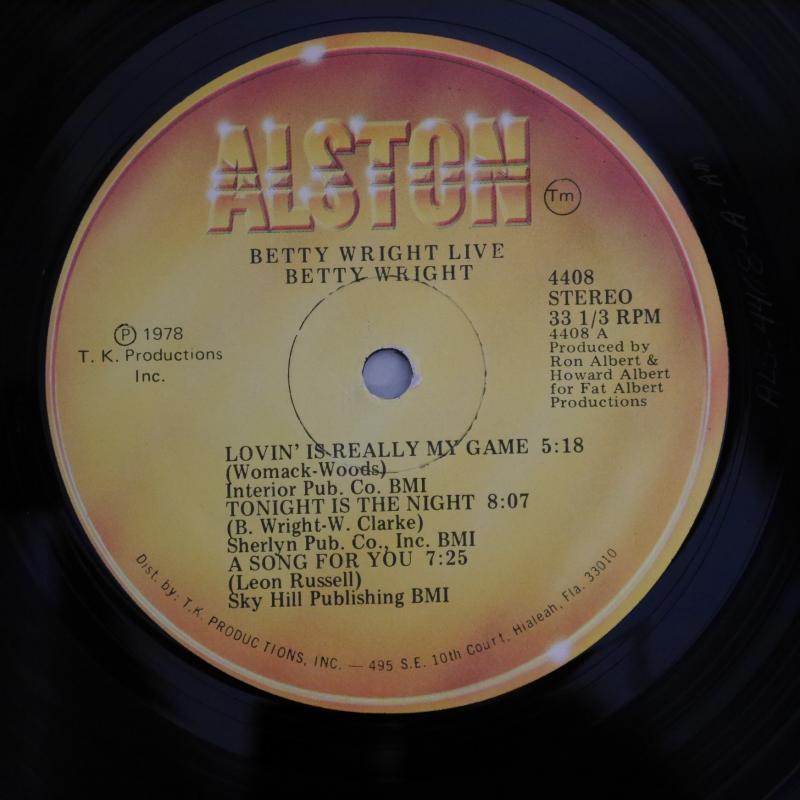 ALSTON
Tm
BETTY WRIGHT LIVE
BETTY WRIGHT
4408
STEREO
33 1/3 RPM
4408 A
Produced by
Ron Albert &
Howard Albert
for Fat Albert
Productions
Ⓟ 1978
T. K. Productions
Inc.
LOVIN' IS REALLY MY GAME 5:18
(Womack-Woods)
Interior Pub. Co. BMI
TONIGHT IS THE NIGHT 8:07
(B. Wright-W. Clarke)
Sherlyn Pub. Co., Inc. BMI
A SONG FOR YOU 7:25
(Leon Russell)
Sky Hill Publishing BMI
Dist. by: T.K. PRODUCTIONS, INC. — 495 S.E. 10th Court, Hialeah, Fla. 33010